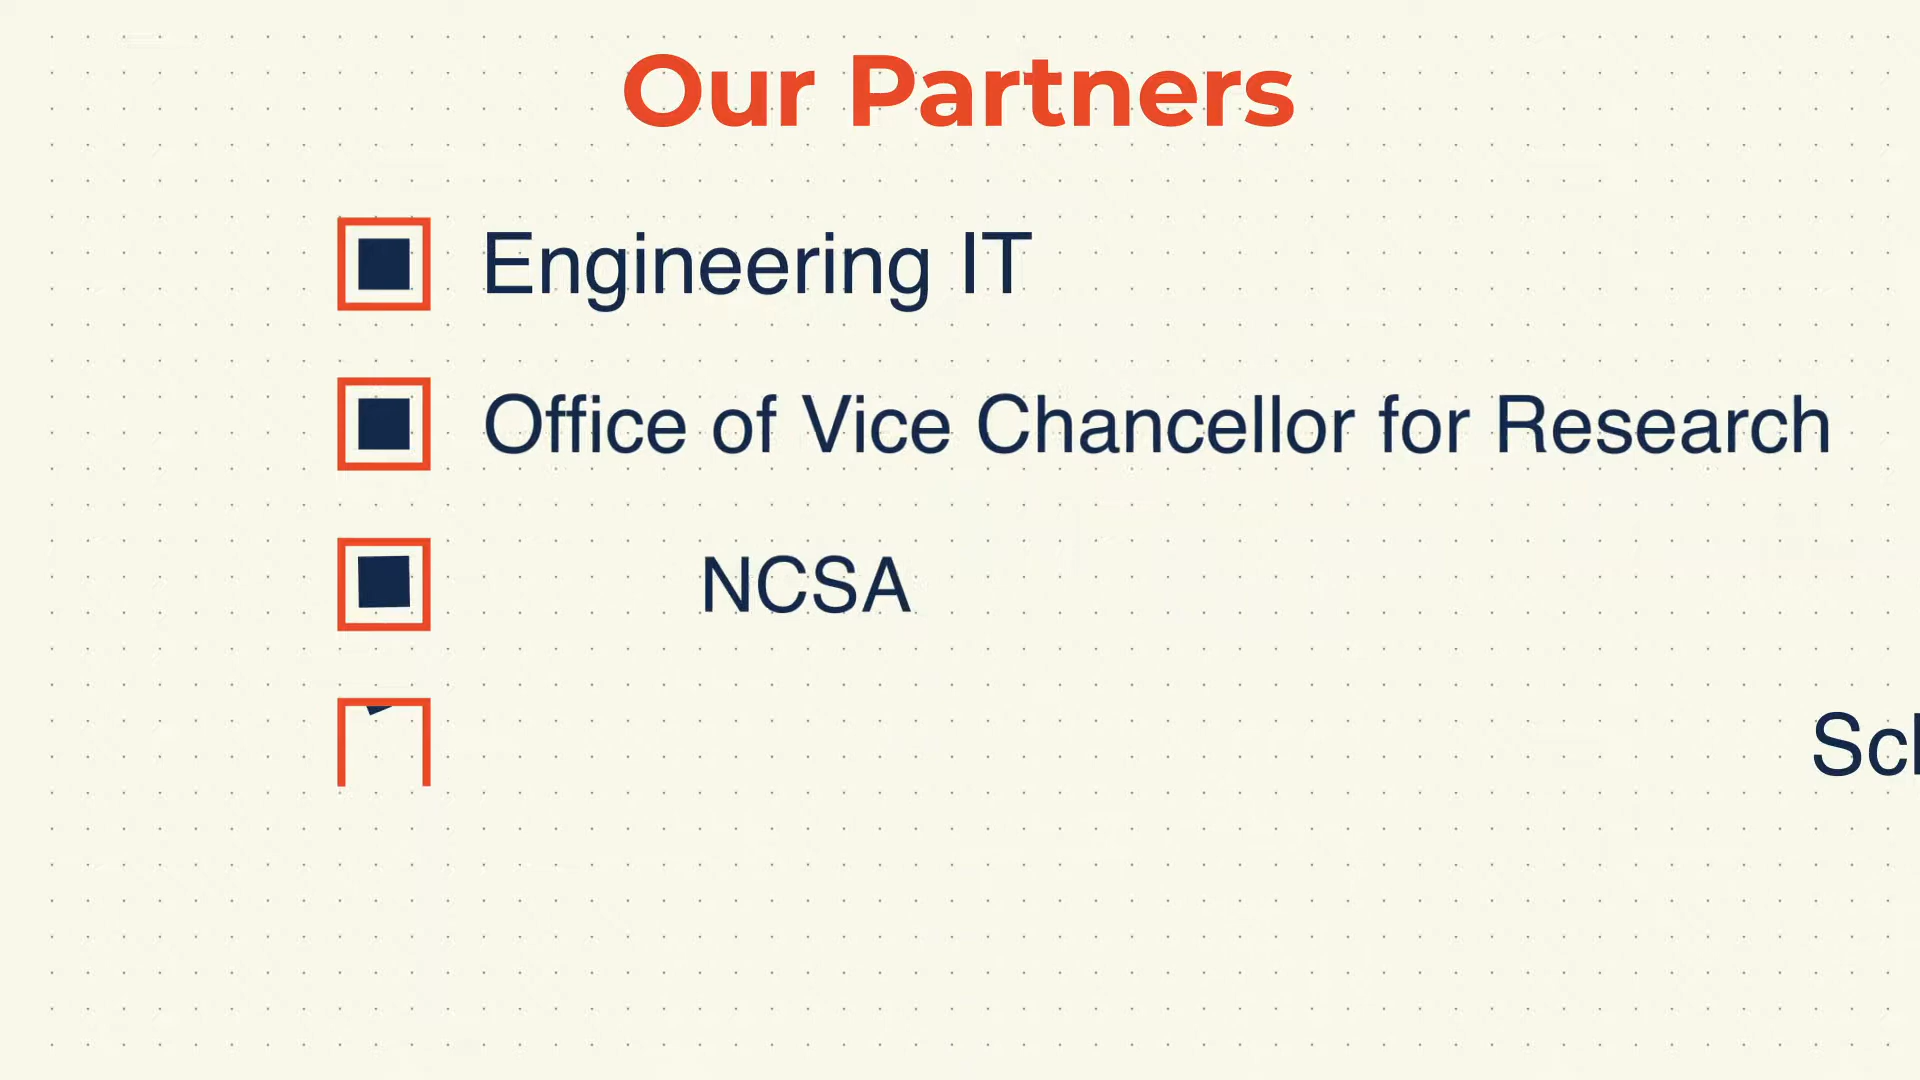 Our Partners
Engineering IT
Office of Vice Chancellor for Research
NCSA